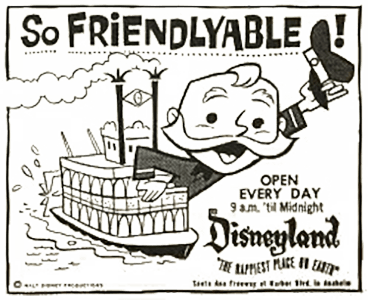 So FRiENDLYABLE !
OPEN
EVERY DAY
9 a.m. 'til Midnight
Disneyland
"THE HAPPIEST PLACE ON EARTH"
Santa Ana Freeway at Harbor Blvd. in Anaheim
© WALT DISNEY PRODUCTIONS